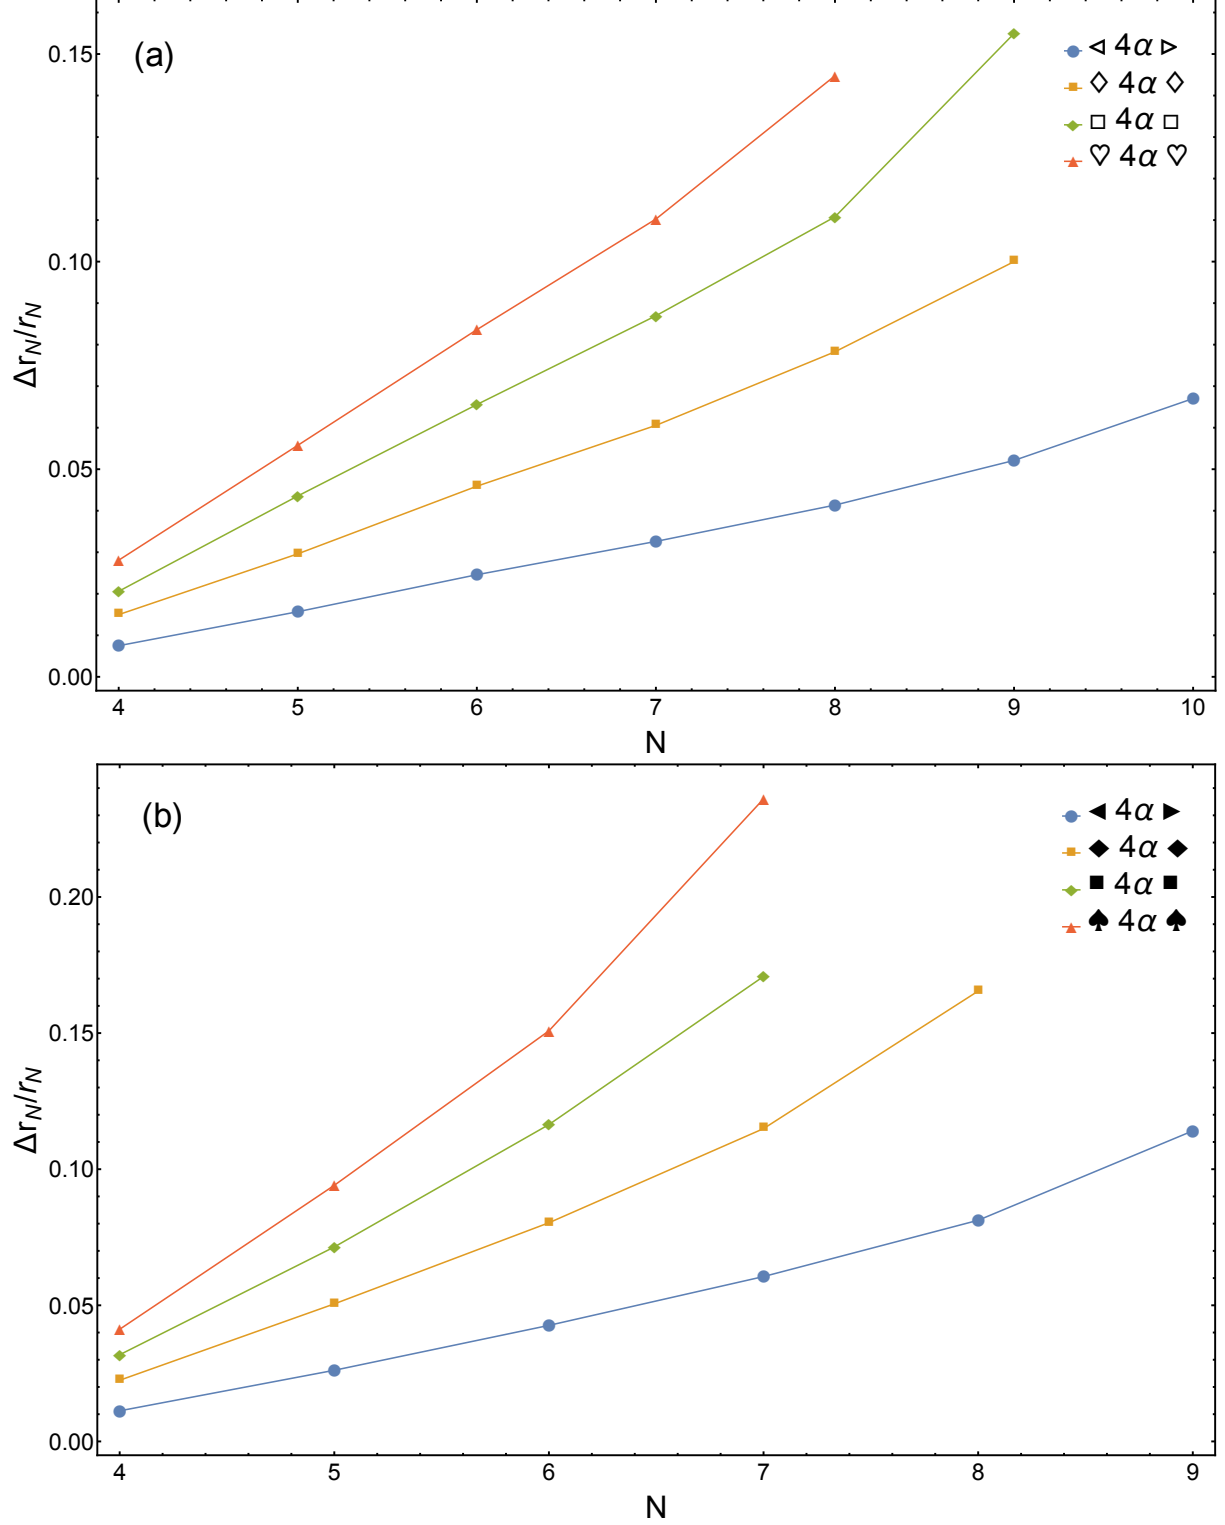 (a)
◁ 4α ▷
◇ 4α ◇
□ 4α □
♡ 4α ♡
0.15
0.10
0.05
0.00
Δr_N/r_N
4 5 6 7 8 9 10
N
(b)
◀ 4α ▶
◆ 4α ◆
■ 4α ■
♠ 4α ♠
0.20
0.15
0.10
0.05
0.00
Δr_N/r_N
4 5 6 7 8 9
N